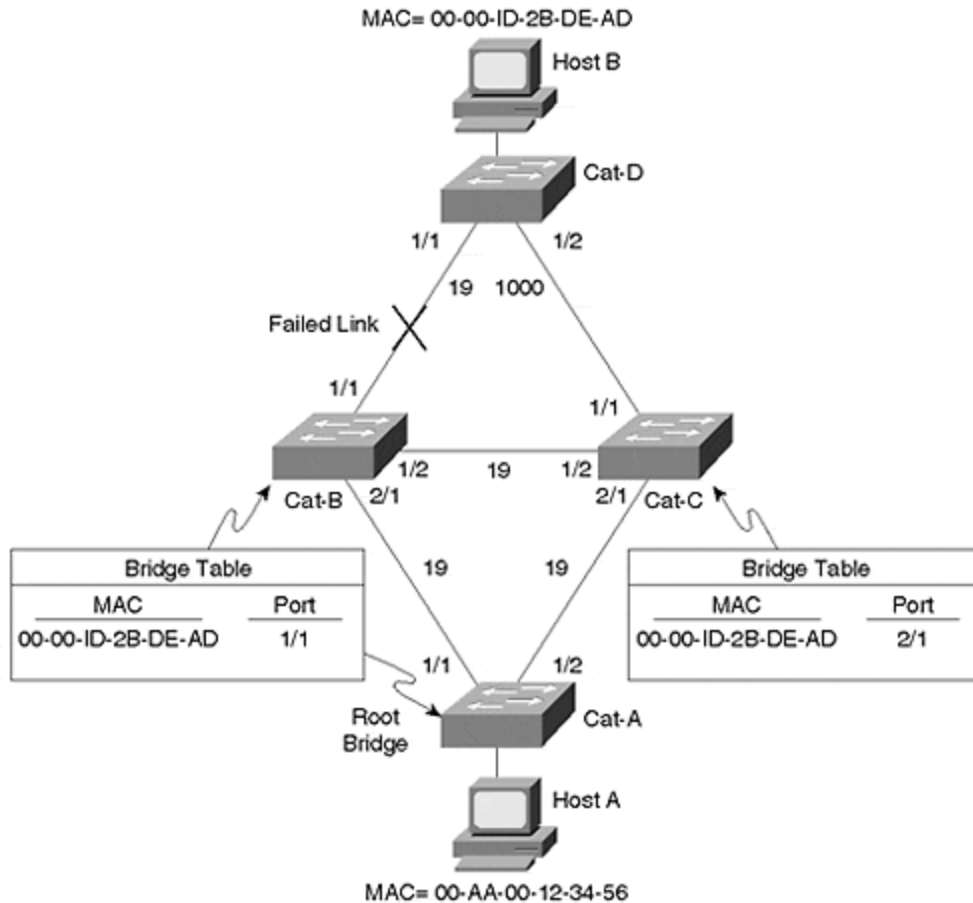 MAC= 00-00-ID-2B-DE-AD
Host B
Cat-D
1/1
1/2
19
1000
Failed Link
1/1
1/1
1/2
19
1/2
Cat-B
2/1
2/1
Cat-C
Bridge Table
MAC Port
00-00-ID-2B-DE-AD 1/1
19
19
Bridge Table
MAC Port
00-00-ID-2B-DE-AD 2/1
1/1
1/2
Root
Bridge
Cat-A
Host A
MAC= 00-AA-00-12-34-56